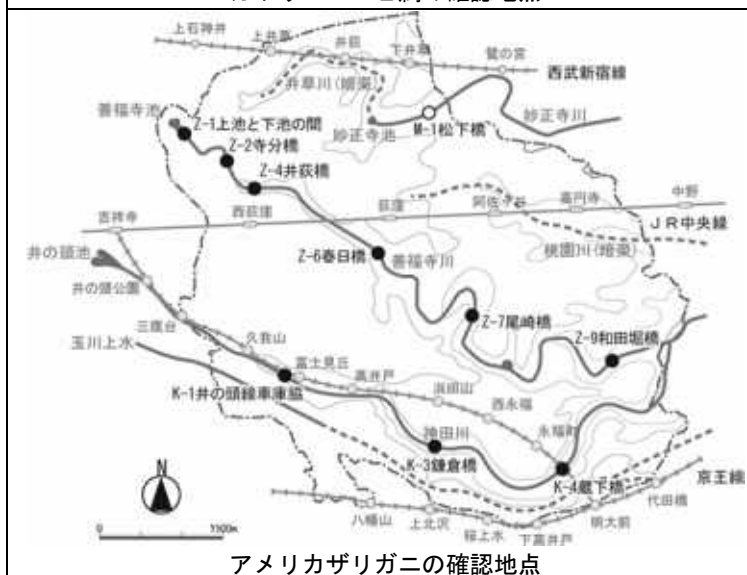 上石神井
上井草
井荻
下井草
鷺の宮
西武新宿線
井草川(暗渠)
善福寺池
Z-1上池と下池の間
妙正寺池
M-1松下橋
妙正寺川
Z-2寺分橋
Z-4井荻橋
吉祥寺
西荻窪
荻窪
阿佐ヶ谷
高円寺
中野
JR中央線
桃園川(暗渠)
井の頭池
井の頭公園
Z-6春日橋
善福寺川
三鷹台
Z-7尾崎橋
Z-9和田堀橋
玉川上水
久我山
富士見丘
高井戸
浜田山
西永福
永福町
K-1井の頭線車庫脇
神田川
K-3鎌倉橋
K-4蔵下橋
京王線
代田橋
明大前
下高井戸
桜上水
上北沢
八幡山
N
0
1100m
アメリカザリガニの確認地点